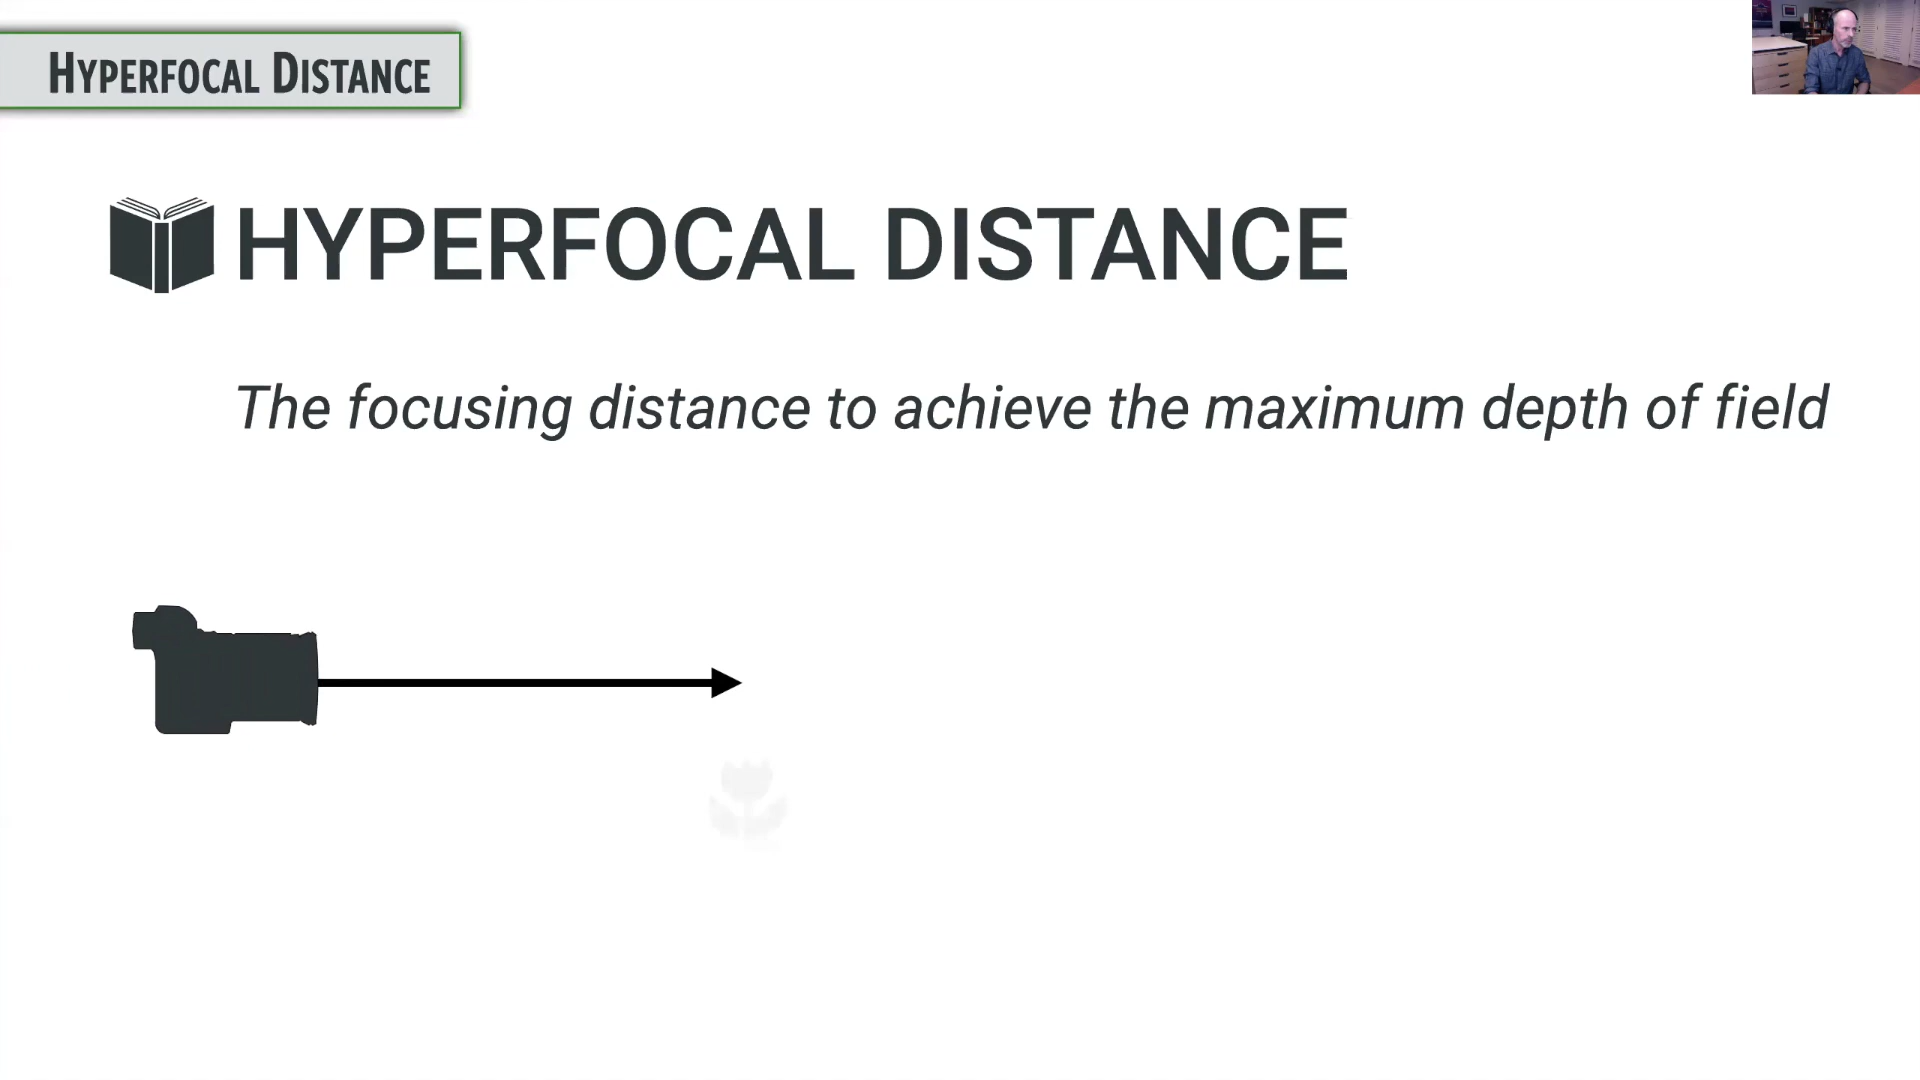 HYPERFOCAL DISTANCE
HYPERFOCAL DISTANCE
The focusing distance to achieve the maximum depth of field